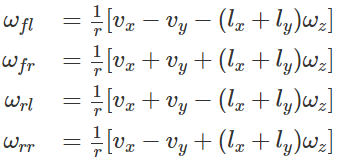 ω_fl = 1/r [v_x − v_y − (l_x + l_y)ω_z]
ω_fr = 1/r [v_x + v_y + (l_x + l_y)ω_z]
ω_rl = 1/r [v_x + v_y − (l_x + l_y)ω_z]
ω_rr = 1/r [v_x − v_y + (l_x + l_y)ω_z]